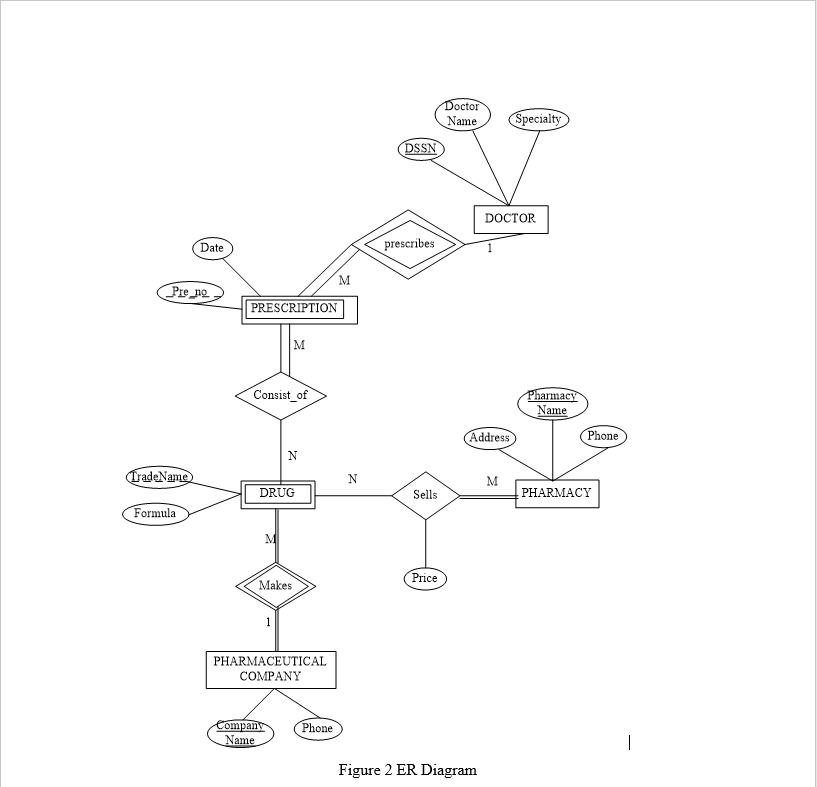 Doctor
Name
Specialty
DSSN
DOCTOR
prescribes
1
Date
M
Pre_no
PRESCRIPTION
M
Consist_of
Pharmacy
Name
Address
Phone
N
TradeName
DRUG
N
Sells
M
PHARMACY
Formula
M
Price
Makes
1
PHARMACEUTICAL
COMPANY
Company
Name
Phone
Figure 2 ER Diagram